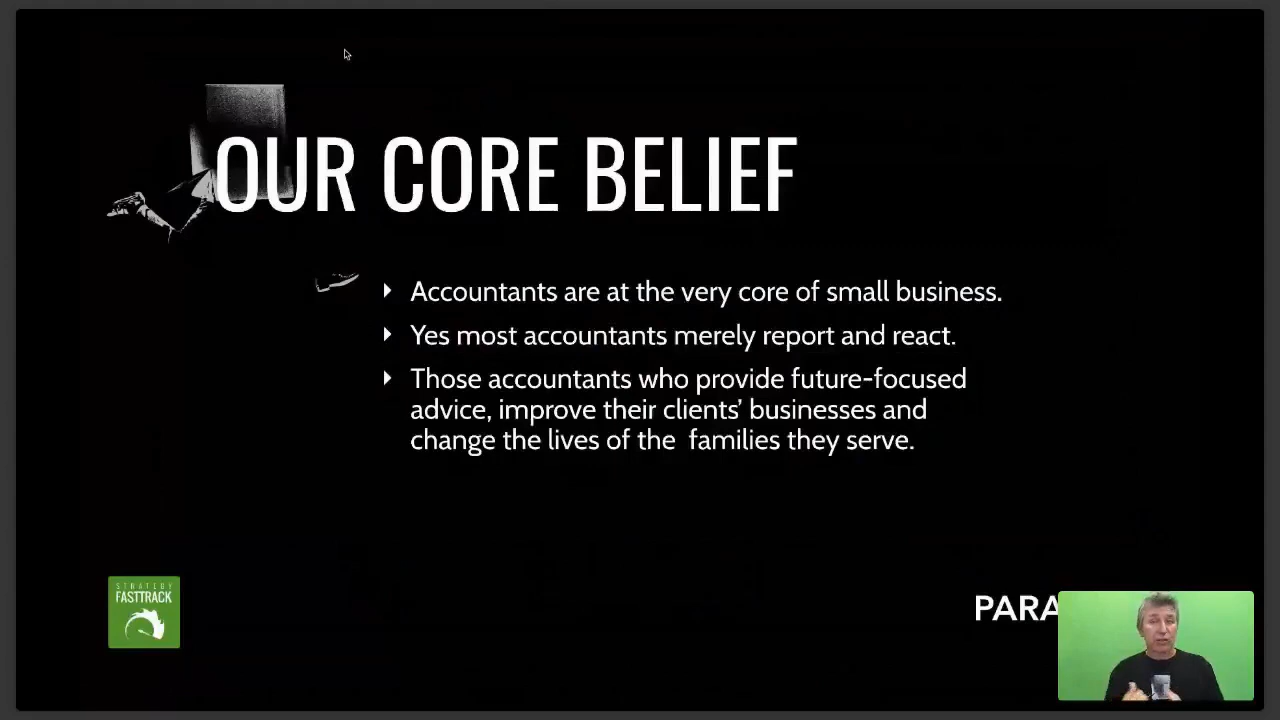 OUR CORE BELIEF
Accountants are at the very core of small business.
Yes most accountants merely report and react.
Those accountants who provide future-focused
advice, improve their clients’ businesses and
change the lives of the families they serve.
STRATEGY
FASTTRACK
PARA